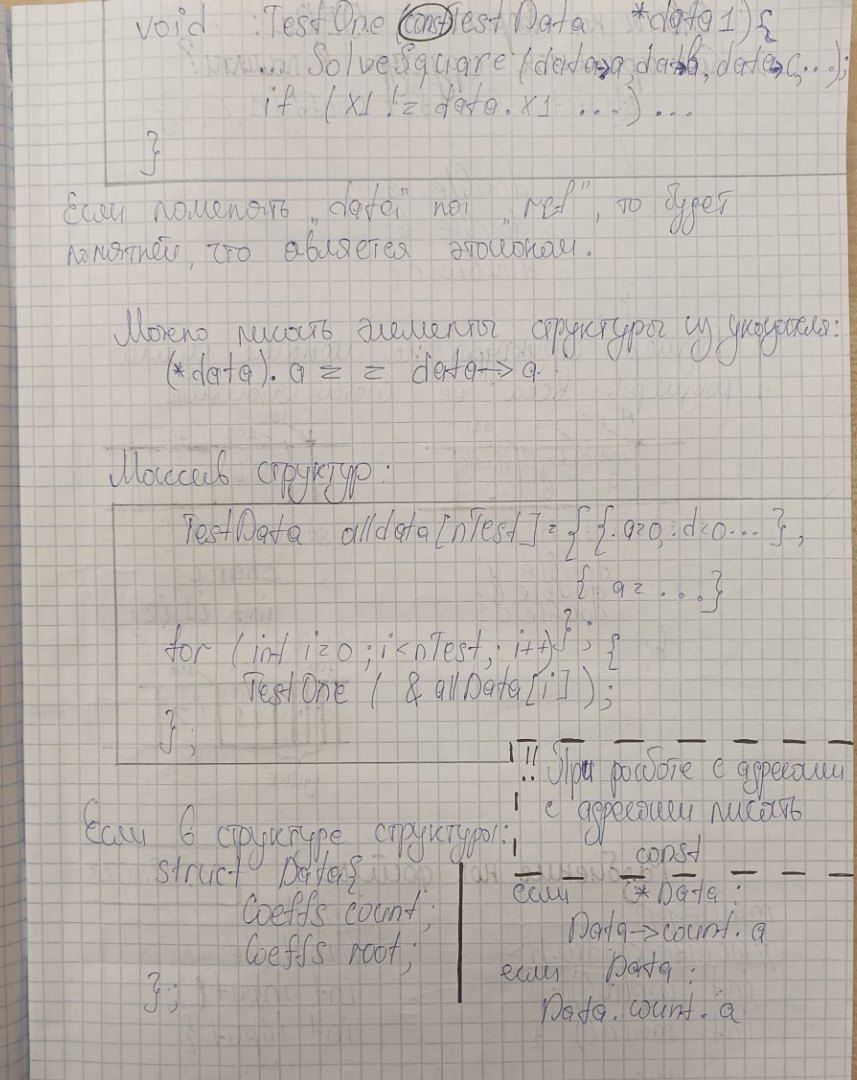 void TestOne (const TestData *data1){
... SolveSquare (data->a, data->b, data->c, ...);
if (x1 != data.x1 ...) ...
}
Если поменять „data" на „ref", то будет
понятней, что является эталоном.
Можно писать элементы структуры из указателя:
(*data).a = = data->a
Массив структур:
TestData alldata[nTest] = { {.a=0, .d=0... },
{.a= ...}
};
for (int i=0; i<nTest; i++) {
TestOne ( & allData[i] );
};
!! При работе с адресами
с адресами писать
const
Если в структуре структуры:
struct Data{
Coeffs count;
Coeffs root;
};
если (*Data:
Data->count.a
если Data:
Data.count.a